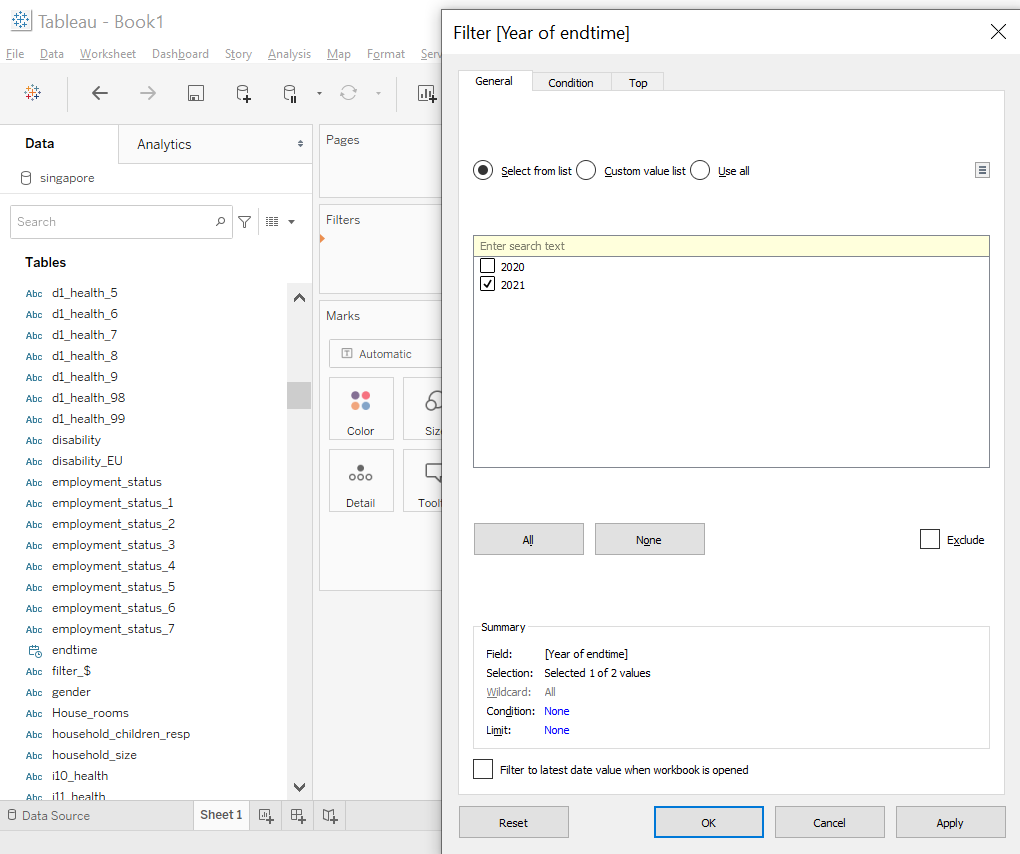 Tableau - Book1
File Data Worksheet Dashboard Story Analysis Map Format Serv
Data
Analytics
singapore
Search
Tables
Abc d1_health_5
Abc d1_health_6
Abc d1_health_7
Abc d1_health_8
Abc d1_health_9
Abc d1_health_98
Abc d1_health_99
Abc disability
Abc disability_EU
Abc employment_status
Abc employment_status_1
Abc employment_status_2
Abc employment_status_3
Abc employment_status_4
Abc employment_status_5
Abc employment_status_6
Abc employment_status_7
endtime
Abc filter_$
Abc gender
Abc House_rooms
Abc household_children_resp
Abc household_size
Abc i10_health
Abc i11_health
Data Source
Sheet 1
Pages
Filters
Marks
T Automatic
Color
Siz
Detail
Toolt
Filter [Year of endtime]
General Condition Top
Select from list Custom value list Use all
Enter search text
2020
2021
All None Exclude
Summary
Field: [Year of endtime]
Selection: Selected 1 of 2 values
Wildcard: All
Condition: None
Limit: None
Filter to latest date value when workbook is opened
Reset OK Cancel Apply